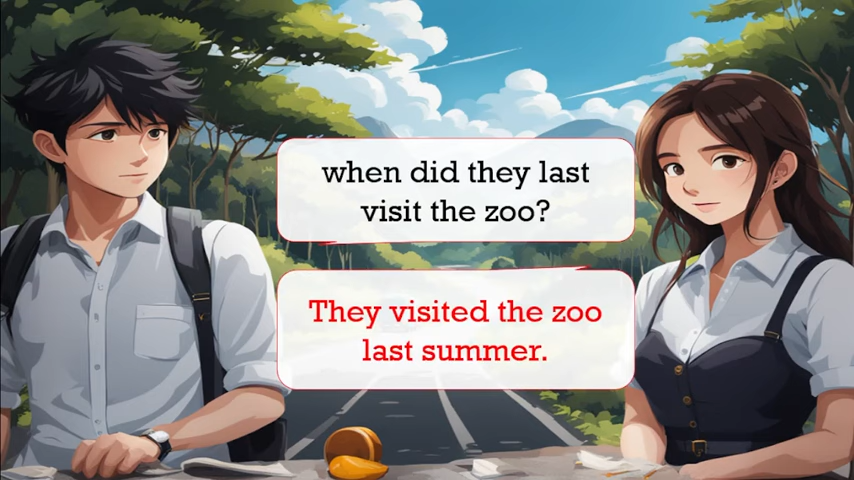 when did they last
visit the zoo?
They visited the zoo
last summer.